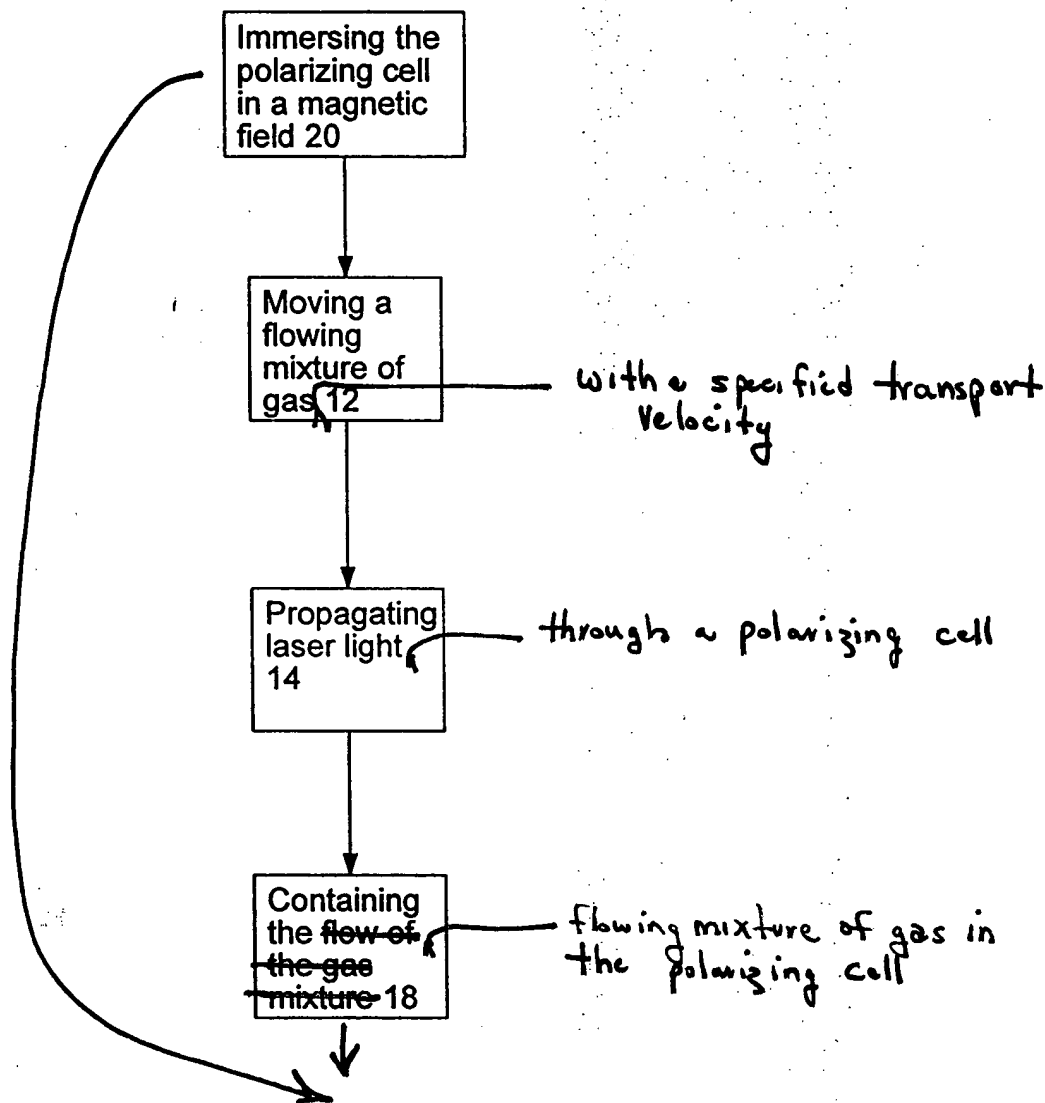 Immersing the
polarizing cell
in a magnetic
field 20
Moving a
flowing
mixture of
gas 12
with a specified transport
velocity
Propagating
laser light
14
through a polarizing cell
Containing
the flow of
the gas
mixture 18
flowing mixture of gas in
the polarizing cell